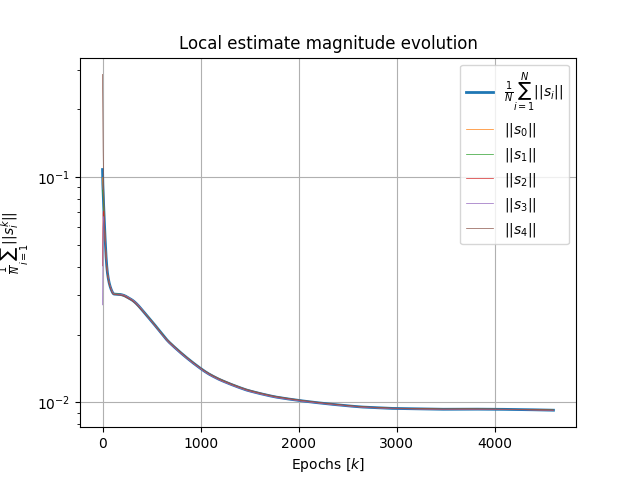 Local estimate magnitude evolution
1/N ∑_{i=1}^{N} ||s_i||
||s_0||
||s_1||
||s_2||
||s_3||
||s_4||
10^{-1}
10^{-2}
1/N ∑_{i=1} ||s_i^k||
0 1000 2000 3000 4000
Epochs [k]